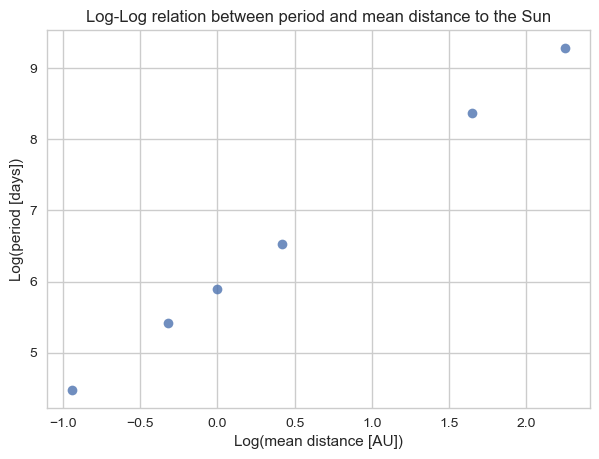 Log-Log relation between period and mean distance to the Sun
Log(period [days])
9
8
7
6
5
−1.0 −0.5 0.0 0.5 1.0 1.5 2.0
Log(mean distance [AU])